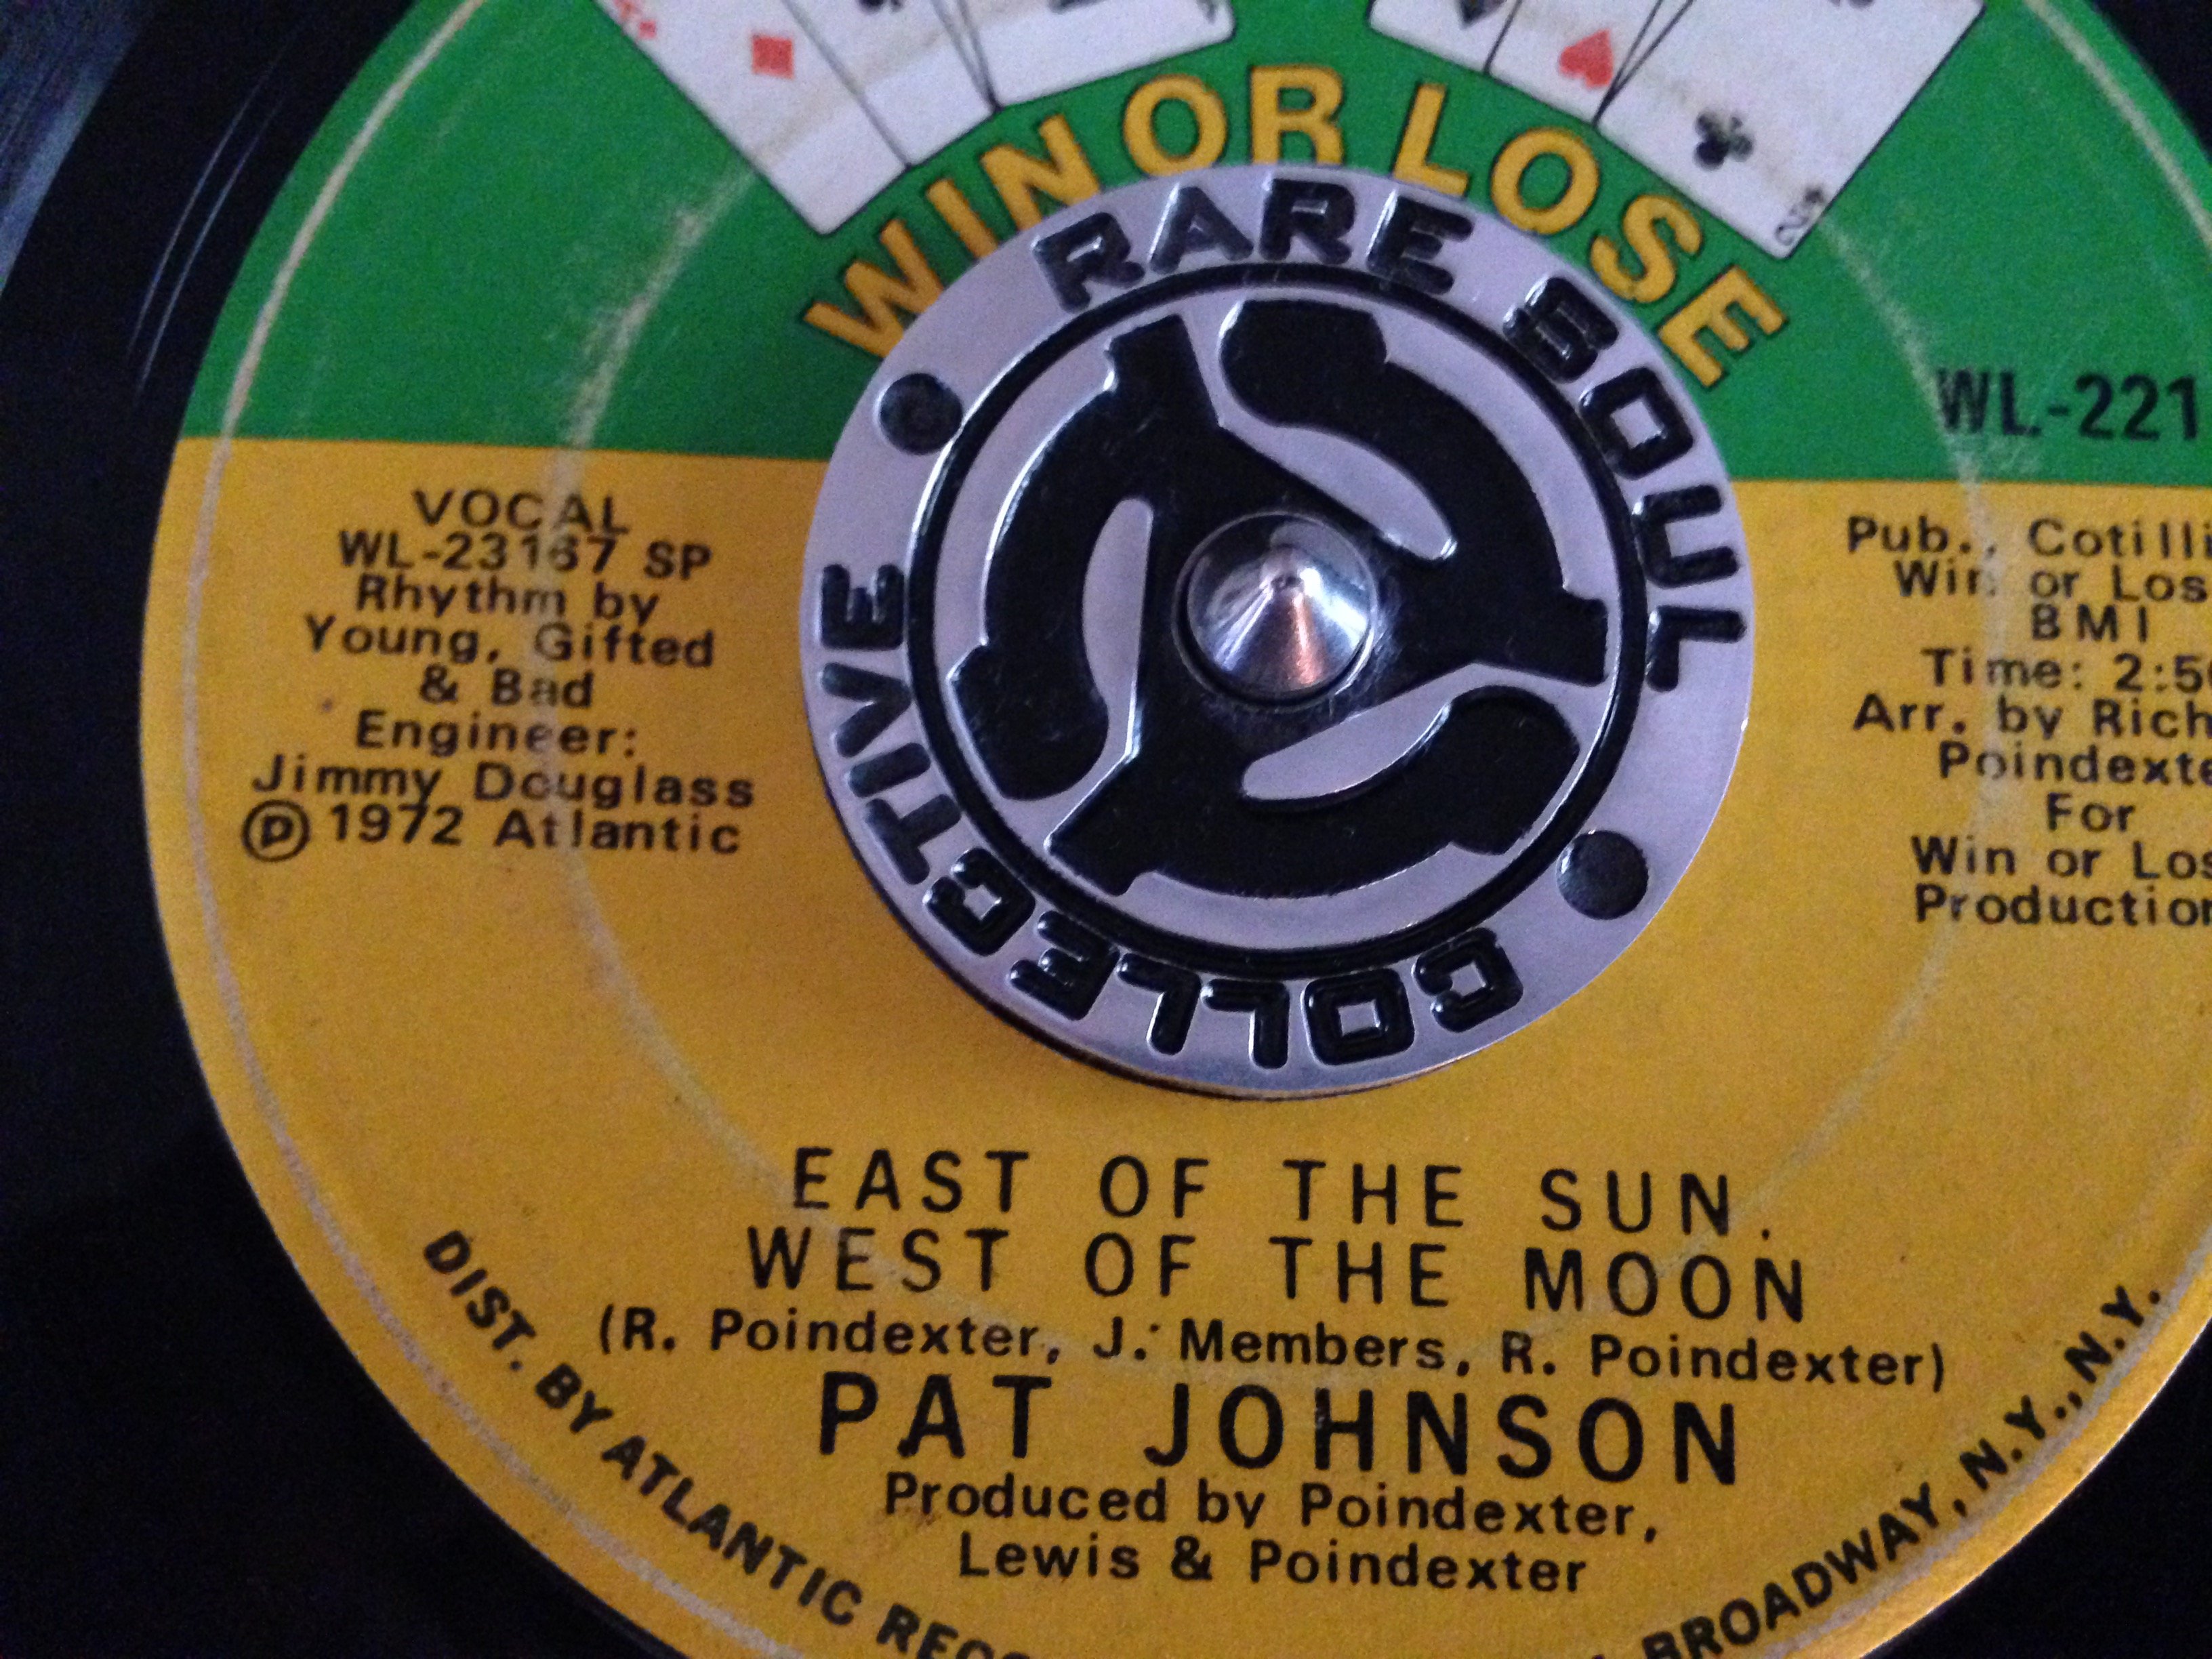 WIN OR LOSE
RARE SOUL
COLLECTIVE
WL-221
VOCAL
WL-23167 SP
Rhythm by
Young, Gifted
& Bad
Engineer:
Jimmy Douglass
Ⓟ 1972 Atlantic
Pub., Cotilli
Win or Los
BMI
Time: 2:5
Arr. by Rich
Poindexte
For
Win or Los
Production
EAST OF THE SUN.
WEST OF THE MOON
(R. Poindexter, J. Members, R. Poindexter)
PAT JOHNSON
Produced by Poindexter,
Lewis & Poindexter
DIST. BY ATLANTIC RECO
BROADWAY, N.Y., N.Y.